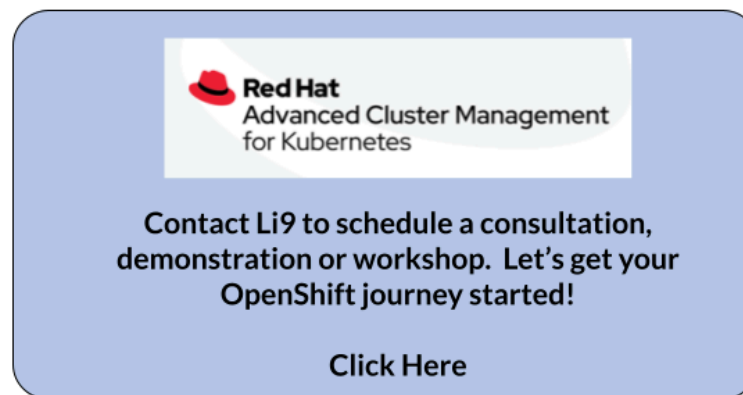 Red Hat
Advanced Cluster Management
for Kubernetes
Contact Li9 to schedule a consultation,
demonstration or workshop.  Let's get your
OpenShift journey started!
Click Here